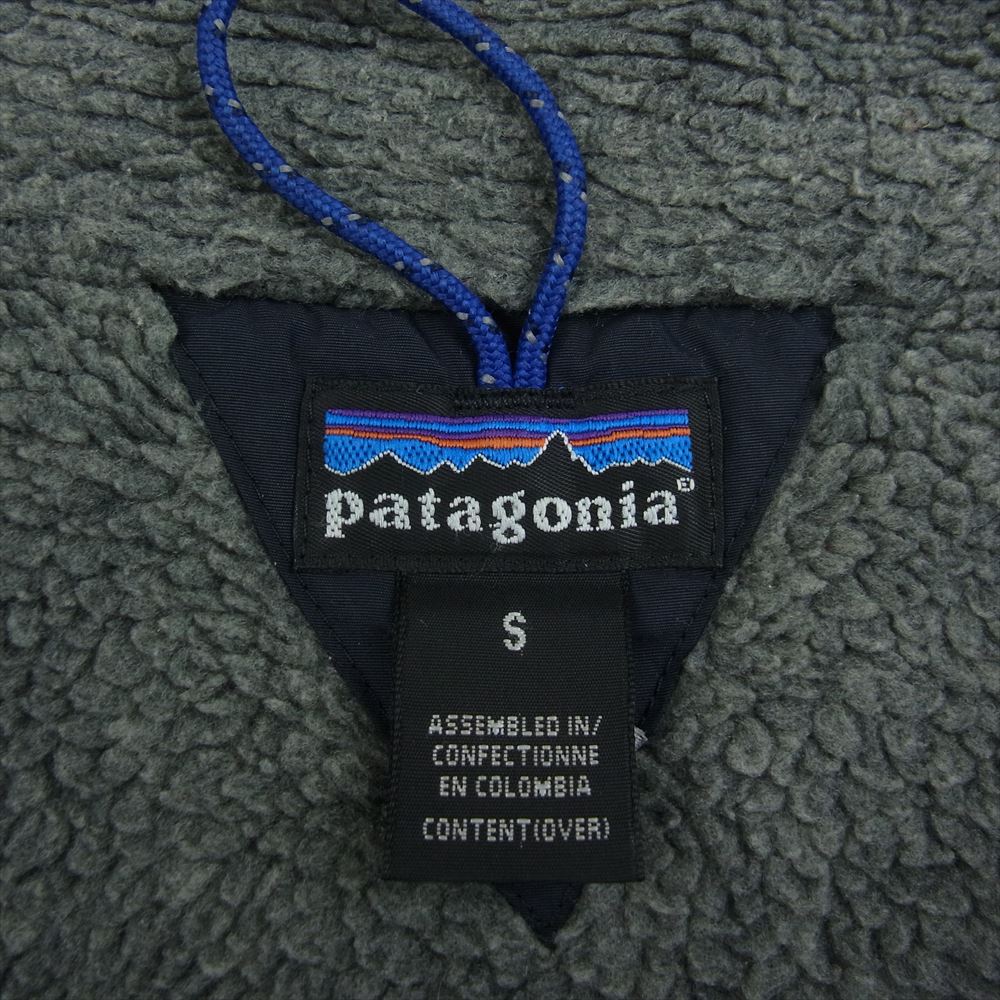 patagonia®
S
ASSEMBLED IN/
CONFECTIONNE
EN COLOMBIA
CONTENT(OVER)